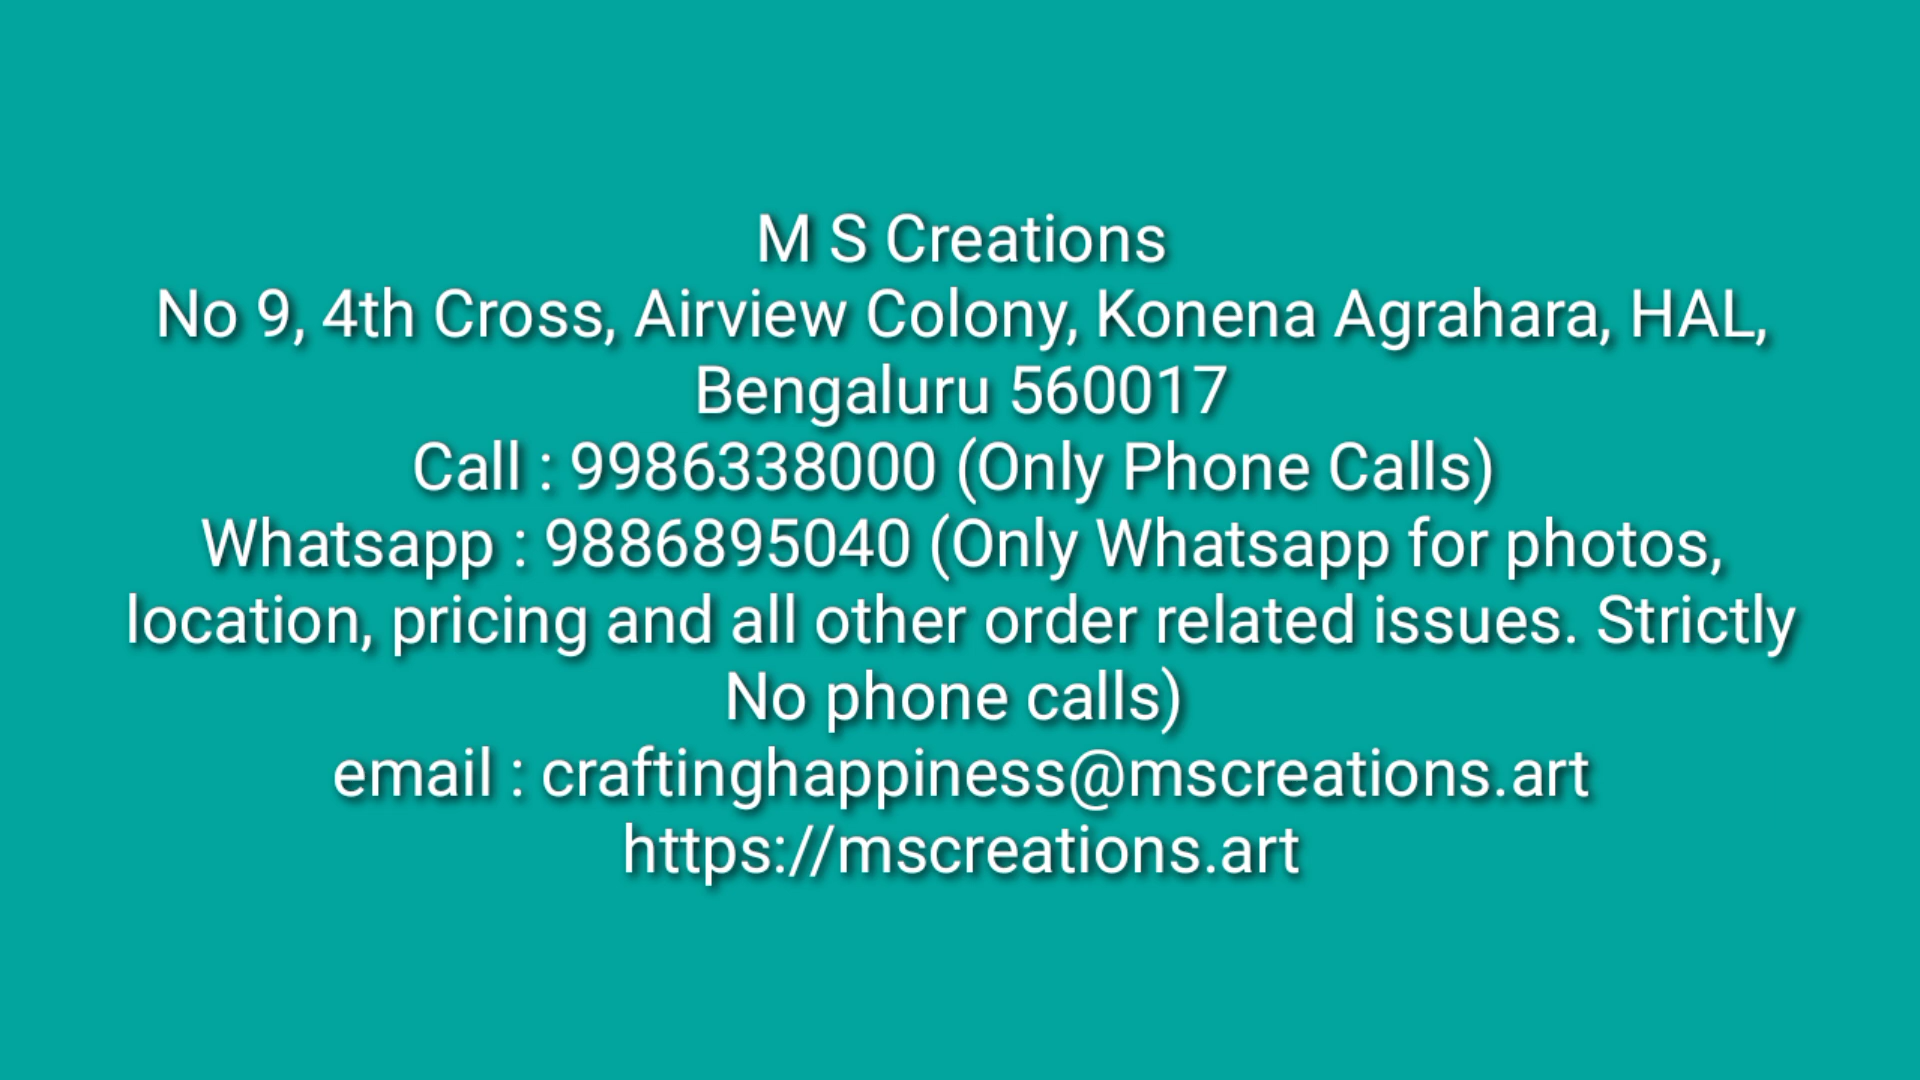 M S Creations
No 9, 4th Cross, Airview Colony, Konena Agrahara, HAL,
Bengaluru 560017
Call : 9986338000 (Only Phone Calls)
Whatsapp : 9886895040 (Only Whatsapp for photos,
location, pricing and all other order related issues. Strictly
No phone calls)
email : craftinghappiness@mscreations.art
https://mscreations.art